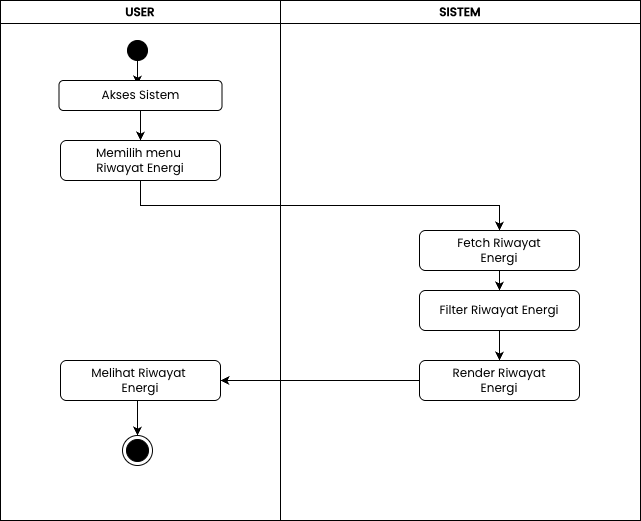 USER
SISTEM
Akses Sistem
Memilih menu
Riwayat Energi
Fetch Riwayat
Energi
Filter Riwayat Energi
Melihat Riwayat
Energi
Render Riwayat
Energi